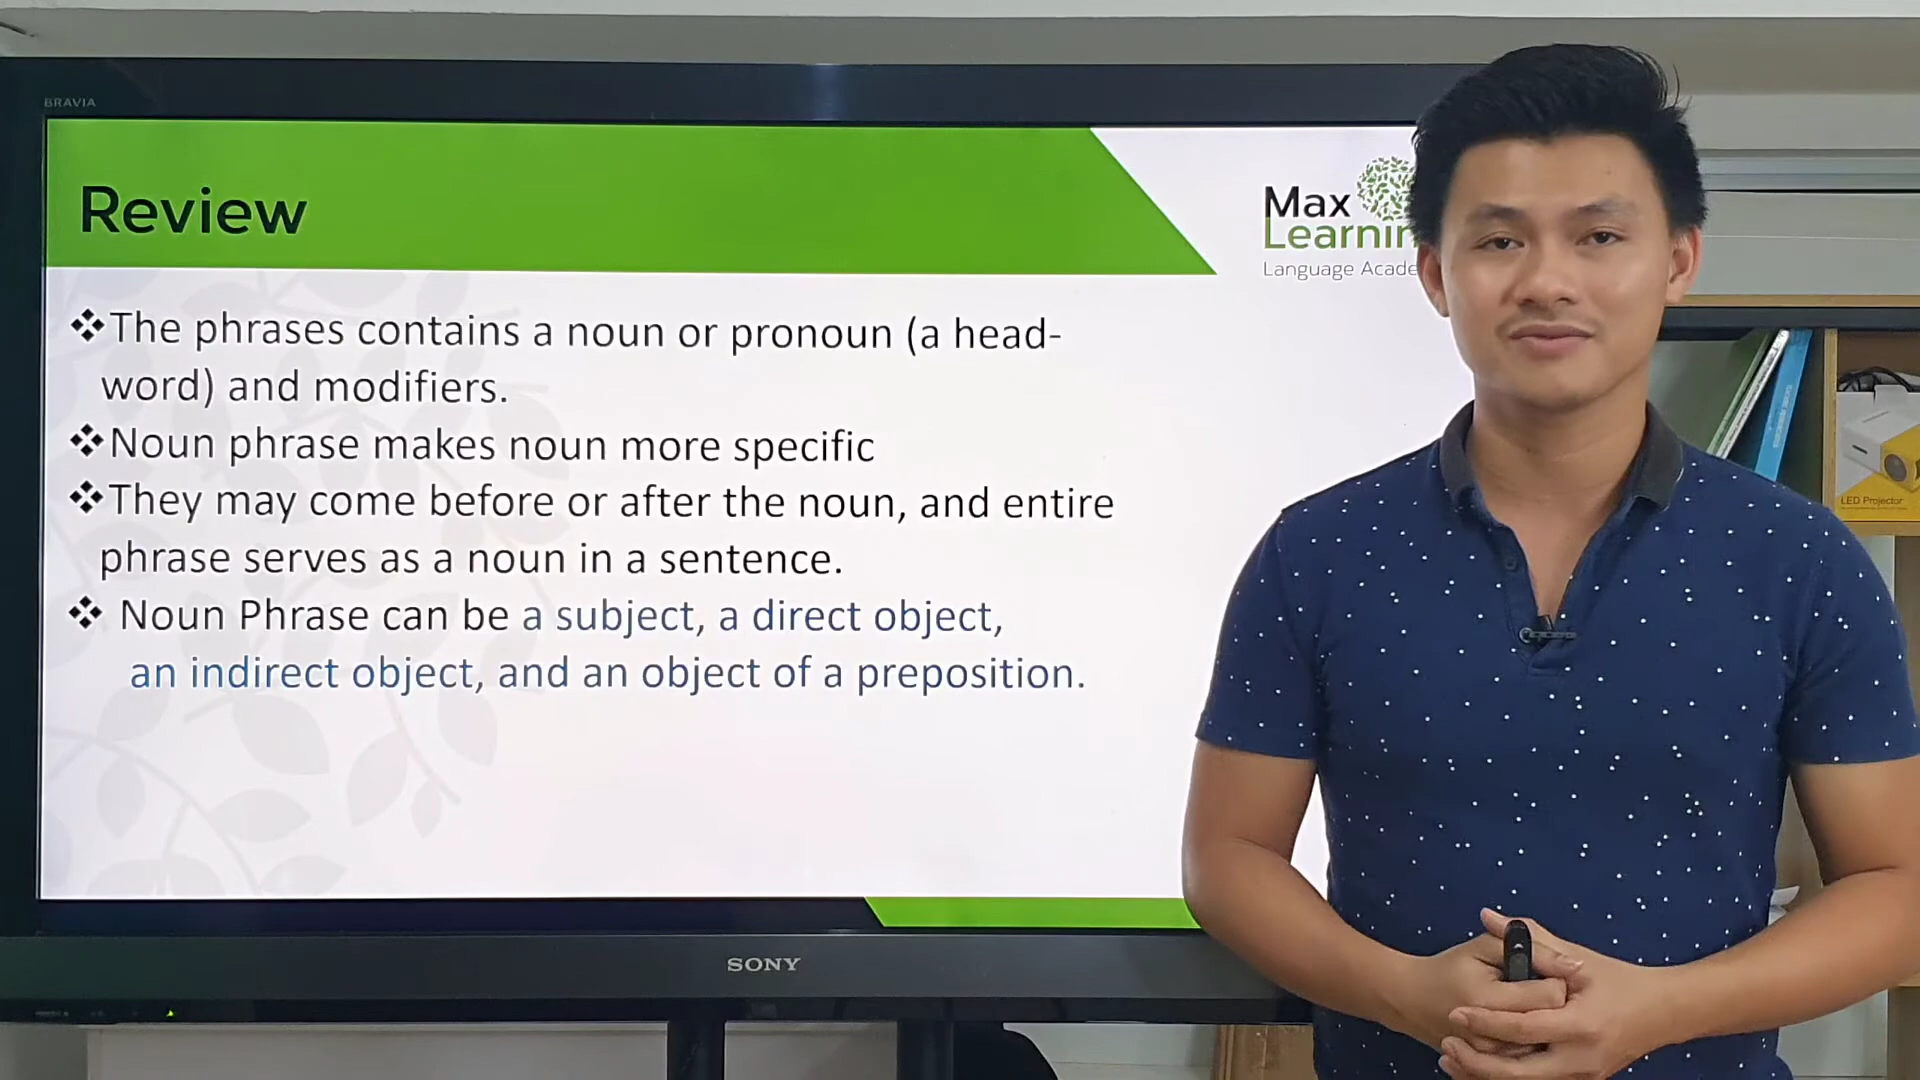 BRAVIA
Review
Max
Learnin
Language Acade
❖The phrases contains a noun or pronoun (a head-
word) and modifiers.
❖Noun phrase makes noun more specific
❖They may come before or after the noun, and entire
phrase serves as a noun in a sentence.
❖ Noun Phrase can be a subject, a direct object,
an indirect object, and an object of a preposition.
LED Projector
SONY